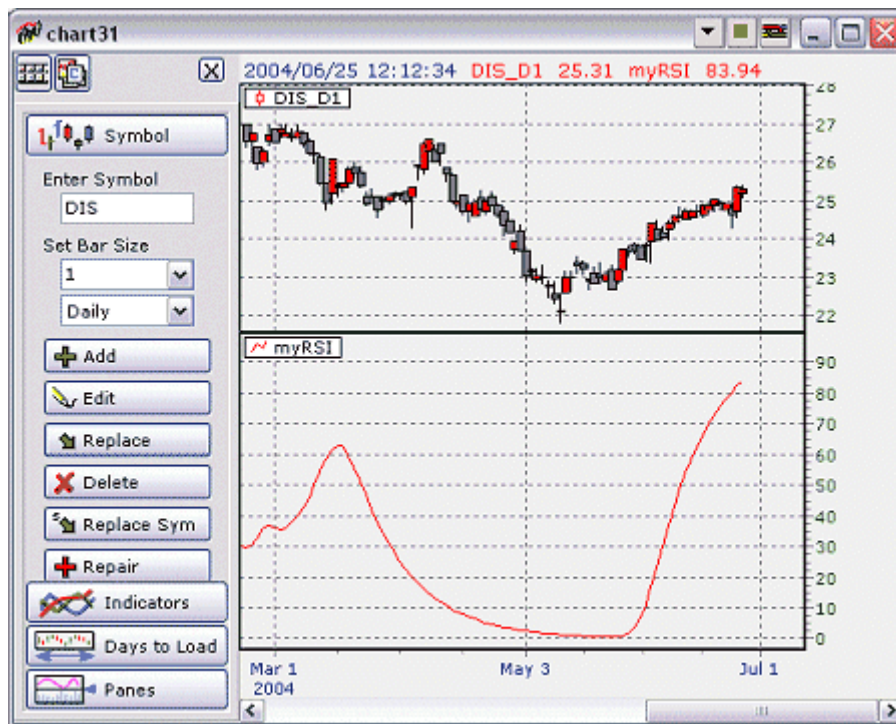 chart31
2004/06/25 12:12:34 DIS_D1 25.31 myRSI 83.94
DIS_D1
28
27
26
25
24
23
22
Symbol
Enter Symbol
DIS
Set Bar Size
1
Daily
Add
Edit
Replace
Delete
Replace Sym
Repair
Indicators
Days to Load
Panes
myRSI
90
80
70
60
50
40
30
20
10
0
Mar 1 May 3 Jul 1
2004